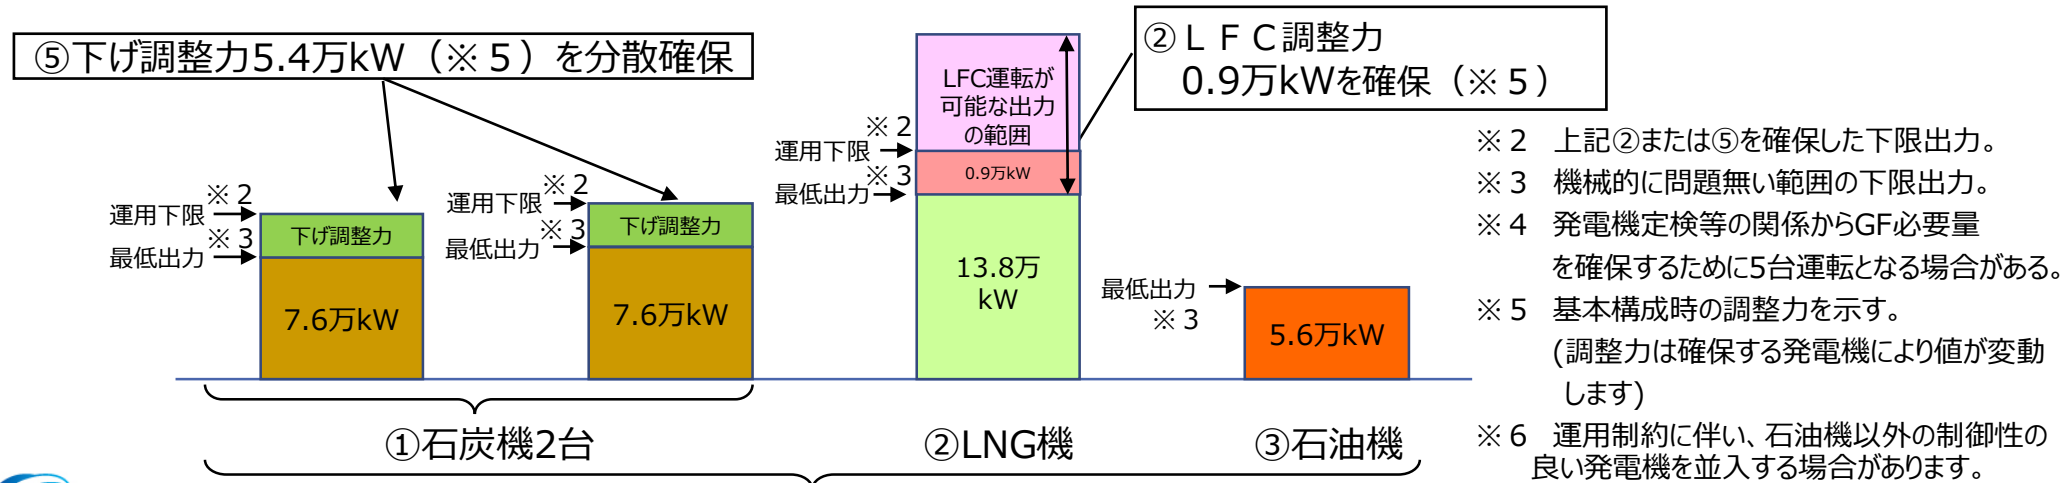 ⑤下げ調整力5.4万kW（※５）を分散確保
②ＬＦＣ調整力
0.9万kWを確保（※５）
LFC運転が
可能な出力
の範囲
※２
運用下限
0.9万kW
※３
最低出力
13.8万
kW
※２
運用下限
下げ調整力
※３
最低出力
7.6万kW
※２
運用下限
下げ調整力
※３
最低出力
7.6万kW
最低出力
※３
5.6万kW
①石炭機2台
②LNG機
③石油機
※２　上記②または⑤を確保した下限出力。
※３　機械的に問題無い範囲の下限出力。
※４　発電機定検等の関係からGF必要量
を確保するために5台運転となる場合がある。
※５　基本構成時の調整力を示す。
(調整力は確保する発電機により値が変動
します)
※６　運用制約に伴い、石油機以外の制御性の
良い発電機を並入する場合があります。